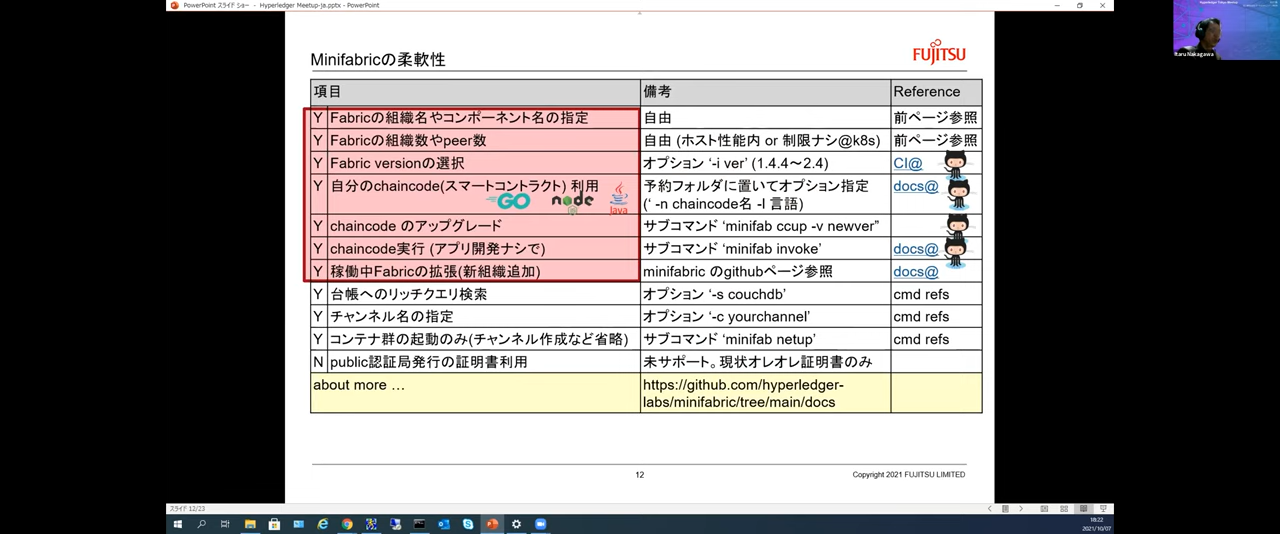 PowerPoint スライド ショー - Hyperledger Meetup-ja.pptx - PowerPoint
Itaru Nakagawa
Minifabricの柔軟性
FUJITSU
項目 備考 Reference
Y Fabricの組織名やコンポーネント名の指定 自由 前ページ参照
Y Fabricの組織数やpeer数 自由 (ホスト性能内 or 制限ナシ@k8s) 前ページ参照
Y Fabric versionの選択 オプション ‘-i ver’ (1.4.4～2.4) CI@
Y 自分のchaincode(スマートコントラクト) 利用 予約フォルダに置いてオプション指定 docs@
GO node Java (‘ -n chaincode名 -l 言語)
Y chaincode のアップグレード サブコマンド ‘minifab ccup -v newver”
Y chaincode実行 (アプリ開発ナシで) サブコマンド ‘minifab invoke’ docs@
Y 稼働中Fabricの拡張(新組織追加) minifabric のgithubページ参照 docs@
Y 台帳へのリッチクエリ検索 オプション ‘-s couchdb’ cmd refs
Y チャンネル名の指定 オプション ‘-c yourchannel’ cmd refs
Y コンテナ群の起動のみ(チャンネル作成など省略) サブコマンド ‘minifab netup’ cmd refs
N public認証局発行の証明書利用 未サポート。現状オレオレ証明書のみ
about more … https://github.com/hyperledger-
labs/minifabric/tree/main/docs
12
Copyright 2021 FUJITSU LIMITED
スライド 12/23
18:22
2021/10/07